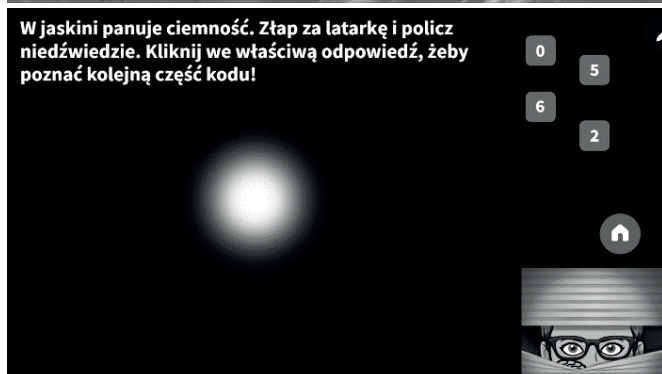 W jaskini panuje ciemność. Złap za latarkę i policz
niedźwiedzie. Kliknij we właściwą odpowiedź, żeby
poznać kolejną część kodu!
0
5
6
2